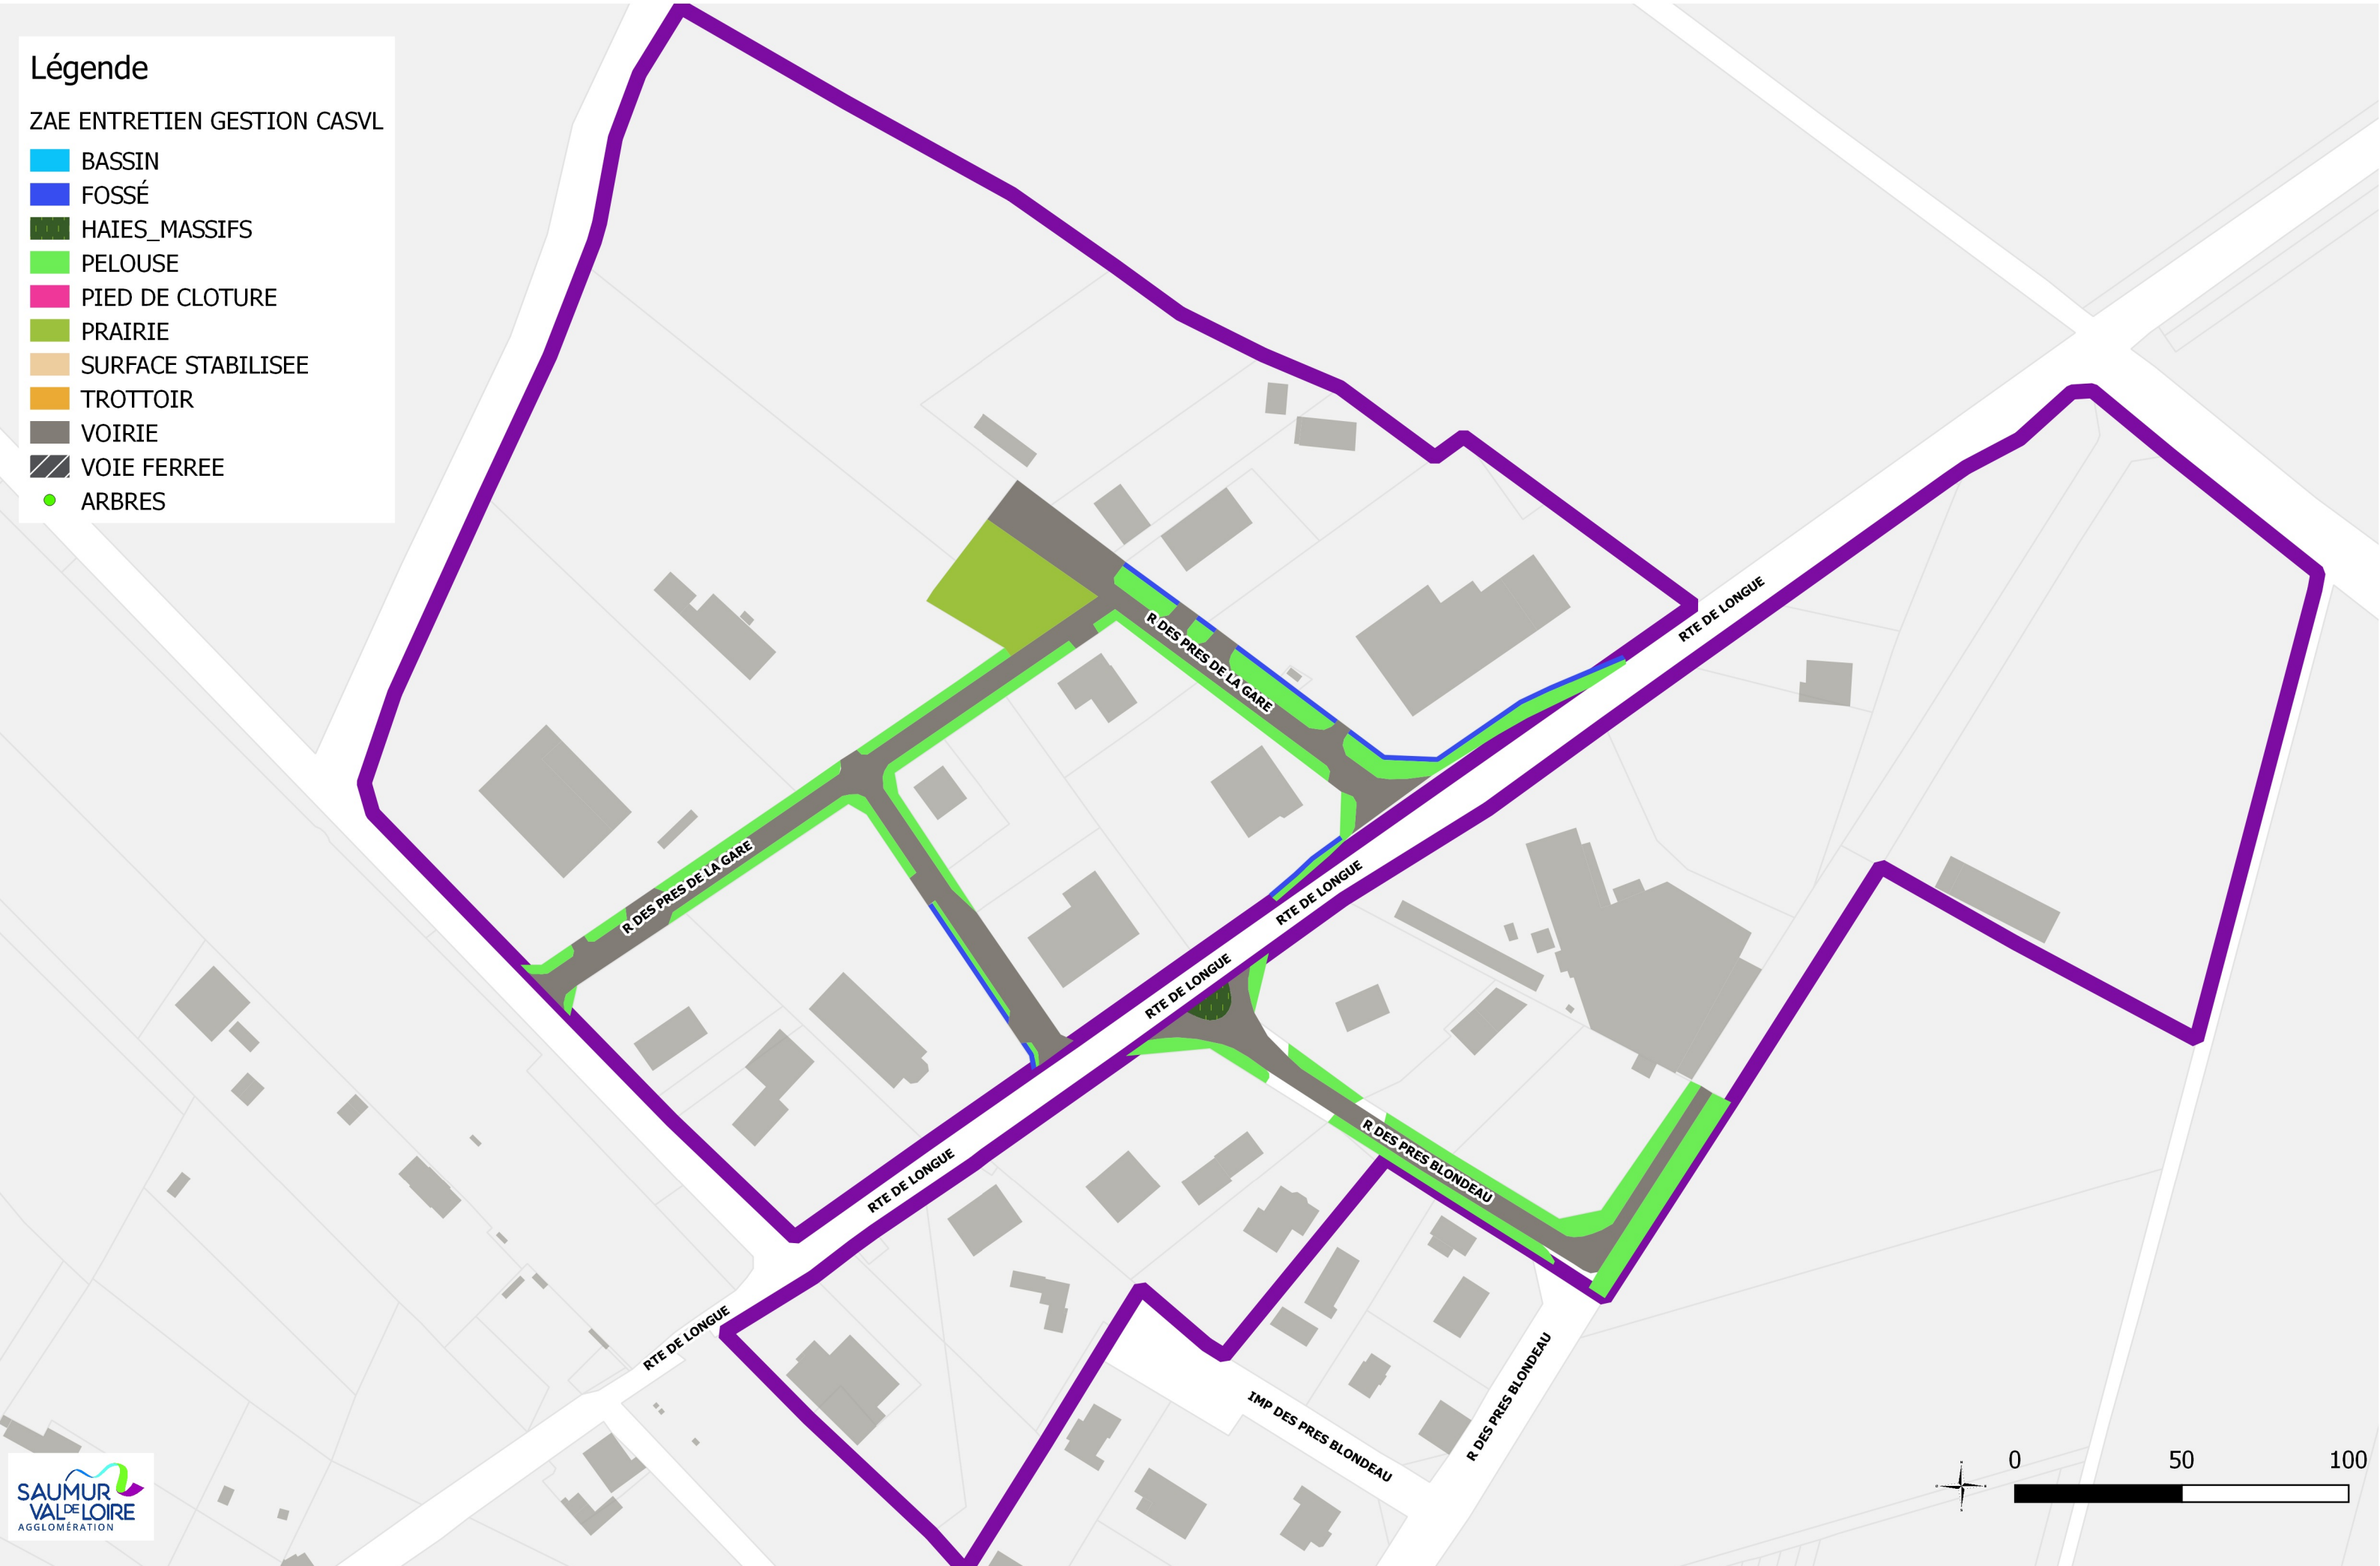 Légende
ZAE ENTRETIEN GESTION CASVL
BASSIN
FOSSÉ
HAIES_MASSIFS
PELOUSE
PIED DE CLOTURE
PRAIRIE
SURFACE STABILISEE
TROTTOIR
VOIRIE
VOIE FERREE
ARBRES
RTE DE LONGUE
R DES PRES DE LA GARE
R DES PRES DE LA GARE
RTE DE LONGUE
RTE DE LONGUE
R DES PRES BLONDEAU
RTE DE LONGUE
RTE DE LONGUE
R DES PRES BLONDEAU
IMP DES PRES BLONDEAU
0 50 100
SAUMUR
VAL DE LOIRE
AGGLOMÉRATION